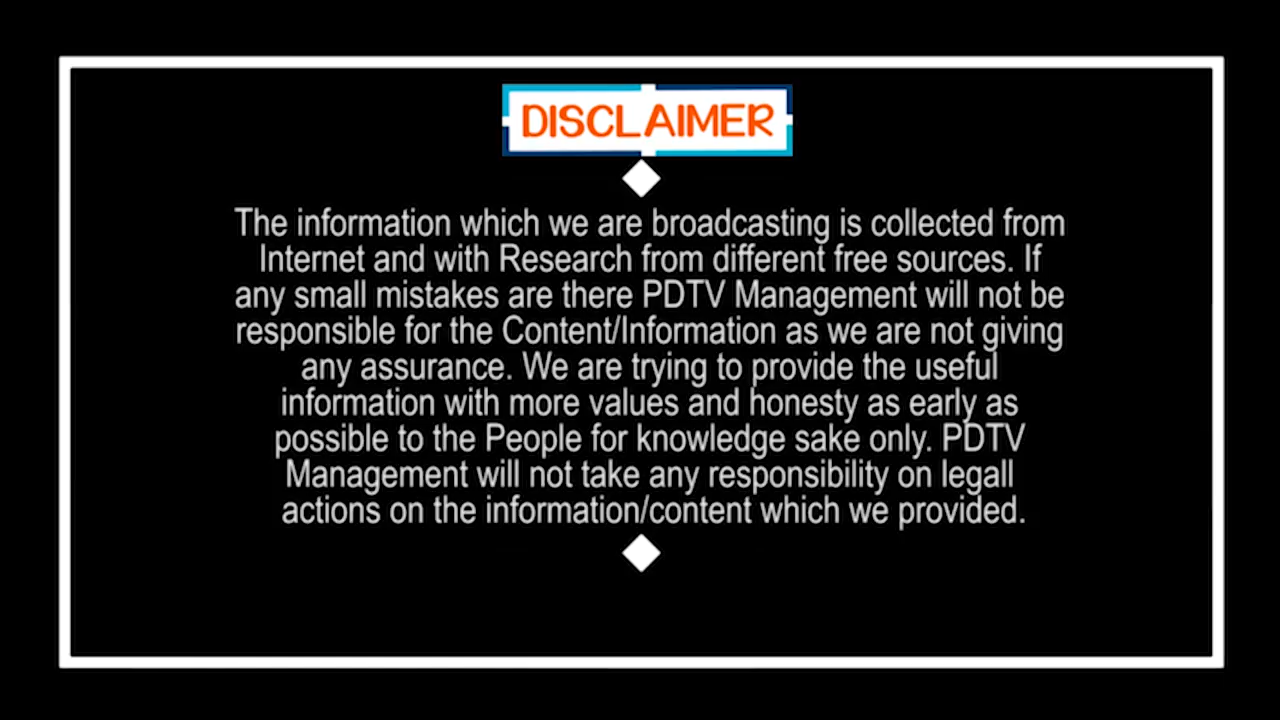 DISCLAIMER
The information which we are broadcasting is collected from
Internet and with Research from different free sources. If
any small mistakes are there PDTV Management will not be
responsible for the Content/Information as we are not giving
any assurance. We are trying to provide the useful
information with more values and honesty as early as
possible to the People for knowledge sake only. PDTV
Management will not take any responsibility on legall
actions on the information/content which we provided.